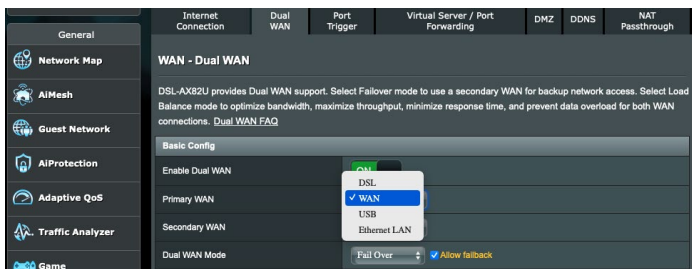 Internet Connection
Dual WAN
Port Trigger
Virtual Server / Port Forwarding
DMZ
DDNS
NAT Passthrough
General
Network Map
AiMesh
Guest Network
AiProtection
Adaptive QoS
Traffic Analyzer
Game
WAN - Dual WAN
DSL-AX82U provides Dual WAN support. Select Failover mode to use a secondary WAN for backup network access. Select Load
Balance mode to optimize bandwidth, maximize throughput, minimize response time, and prevent data overload for both WAN
connections. Dual WAN FAQ
Basic Config
Enable Dual WAN
ON
Primary WAN
DSL
✓ WAN
USB
Ethernet LAN
Secondary WAN
Dual WAN Mode
Fail Over
Allow failback